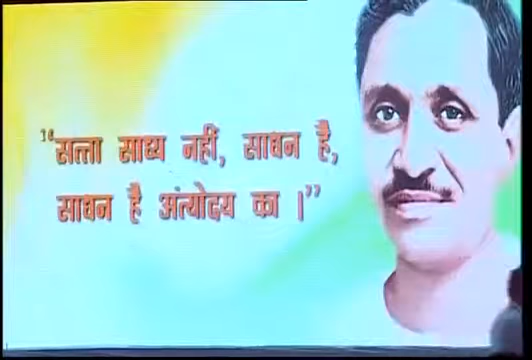 "सत्ता साध्य नहीं, साधन है,
साधन है अंत्योदय का।"